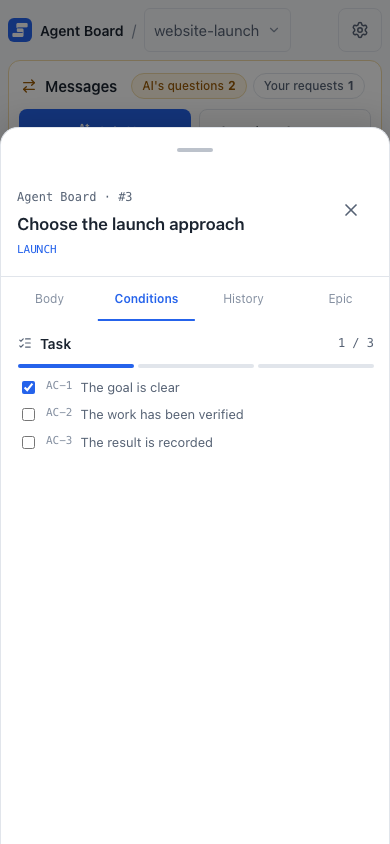 Agent Board / website-launch
Messages AI's questions 2 Your requests 1
Agent Board · #3
Choose the launch approach
LAUNCH
Body Conditions History Epic
Task 1 / 3
AC-1 The goal is clear
AC-2 The work has been verified
AC-3 The result is recorded